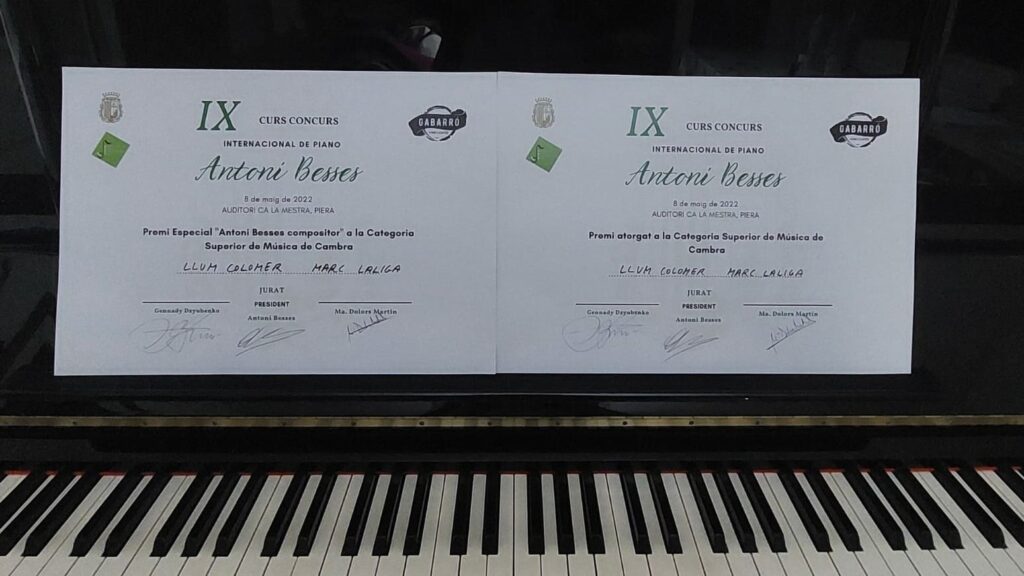 IX CURS CONCURS
GABARRÓ
INTERNACIONAL DE PIANO
Antoni Besses
8 de maig de 2022
AUDITORI CA LA MESTRA, PIERA
Premi Especial "Antoni Besses compositor" a la Categoria
Superior de Música de Cambra
LLUM COLOMER MARC LALIGA
JURAT
PRESIDENT
Gennady Dzyubenko
Antoni Besses
Ma. Dolors Martín
IX CURS CONCURS
GABARRÓ
INTERNACIONAL DE PIANO
Antoni Besses
8 de maig de 2022
AUDITORI CA LA MESTRA, PIERA
Premi atorgat a la Categoria Superior de Música de
Cambra
LLUM COLOMER MARC LALIGA
JURAT
PRESIDENT
Gennady Dzyubenko
Antoni Besses
Ma. Dolors Martín